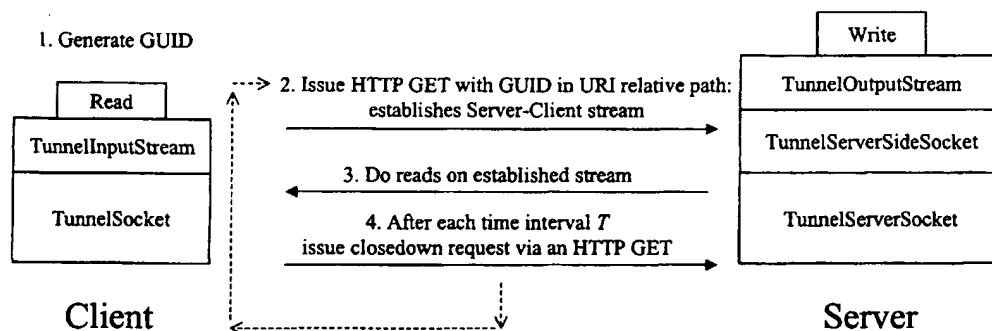 1. Generate GUID
Read
TunnelInputStream
TunnelSocket
Client
2. Issue HTTP GET with GUID in URI relative path:
establishes Server-Client stream
3. Do reads on established stream
4. After each time interval T
issue closedown request via an HTTP GET
Write
TunnelOutputStream
TunnelServerSideSocket
TunnelServerSocket
Server